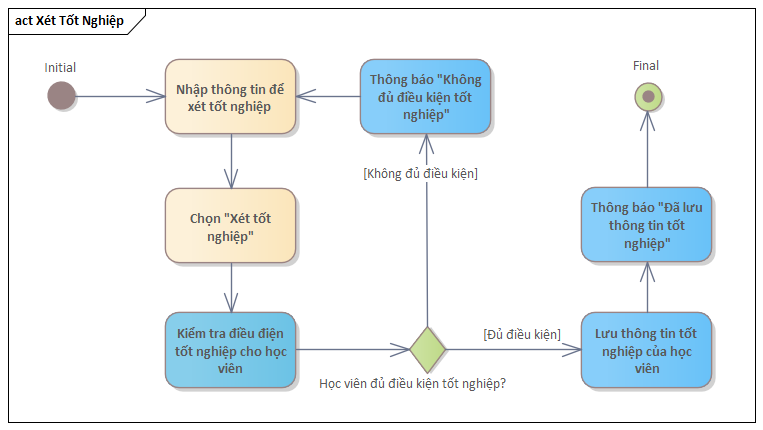 act Xét Tốt Nghiệp
Initial
Nhập thông tin để
xét tốt nghiệp
Thông báo "Không
đủ điều kiện tốt
nghiệp"
Final
[Không đủ điều kiện]
Chọn "Xét tốt
nghiệp"
Thông báo "Đã lưu
thông tin tốt
nghiệp"
Kiểm tra điều điện
tốt nghiệp cho học
viên
[Đủ điều kiện]
Lưu thông tin tốt
nghiệp của học
viên
Học viên đủ điều kiện tốt nghiệp?